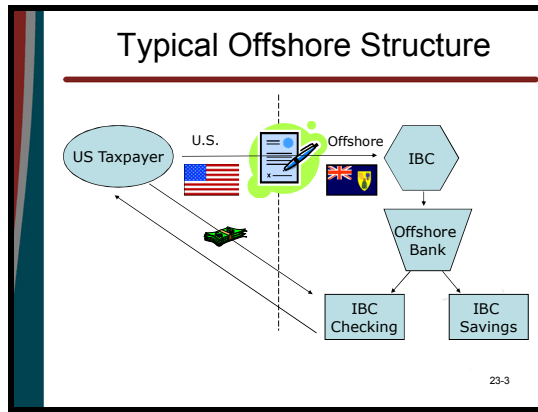 Typical Offshore Structure
U.S.
Offshore
US Taxpayer
IBC
Offshore
Bank
IBC
Checking
IBC
Savings
23-3